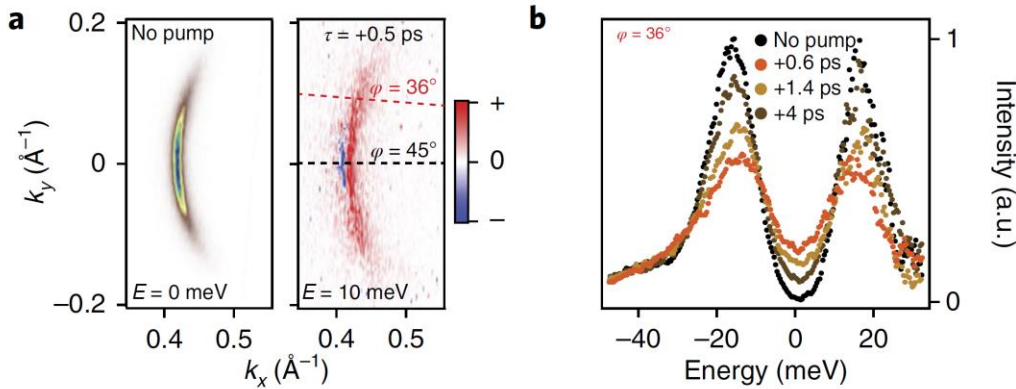 a
0.2
0
−0.2
k_y (Å⁻¹)
No pump
E = 0 meV
0.4 0.5
τ = +0.5 ps
φ = 36°
φ = 45°
E = 10 meV
0.4 0.5
k_x (Å⁻¹)
+
0
−
b
φ = 36°
No pump
+0.6 ps
+1.4 ps
+4 ps
1
0
Intensity (a.u.)
−40 −20 0 20
Energy (meV)